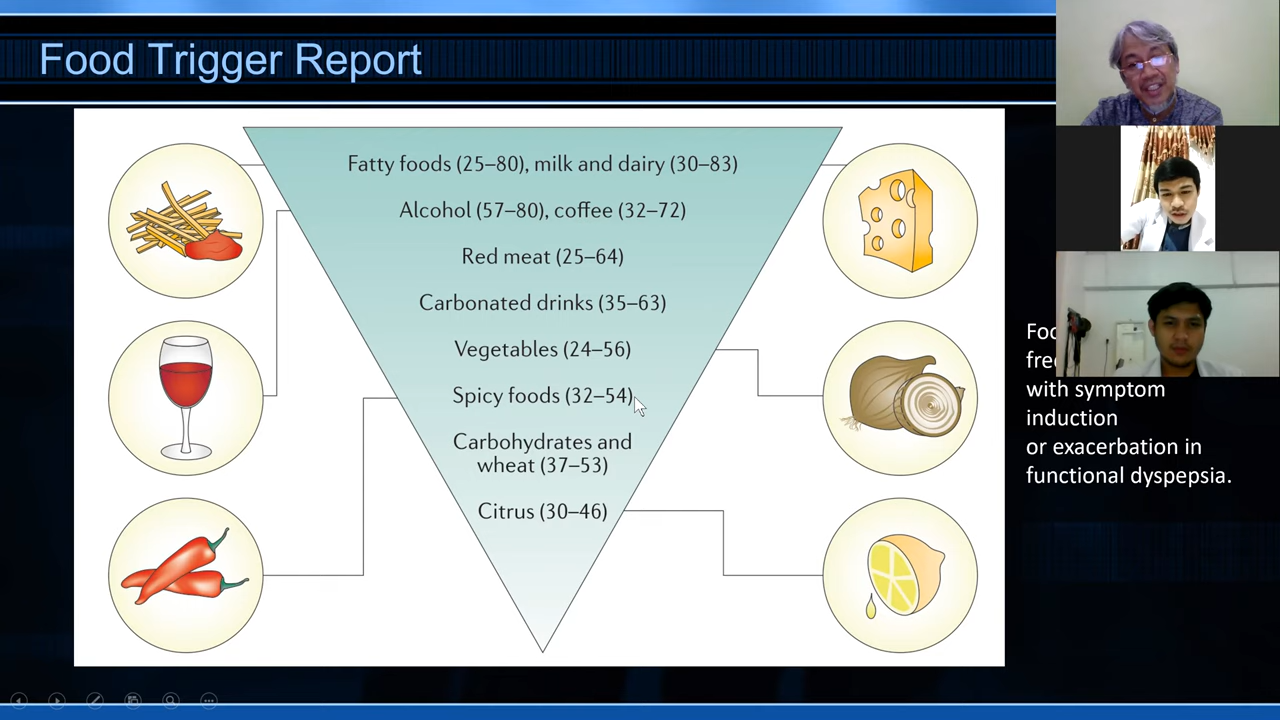 Food Trigger Report
Fatty foods (25–80), milk and dairy (30–83)
Alcohol (57–80), coffee (32–72)
Red meat (25–64)
Carbonated drinks (35–63)
Vegetables (24–56)
Spicy foods (32–54)
Carbohydrates and
wheat (37–53)
Citrus (30–46)
with symptom
induction
or exacerbation in
functional dyspepsia.